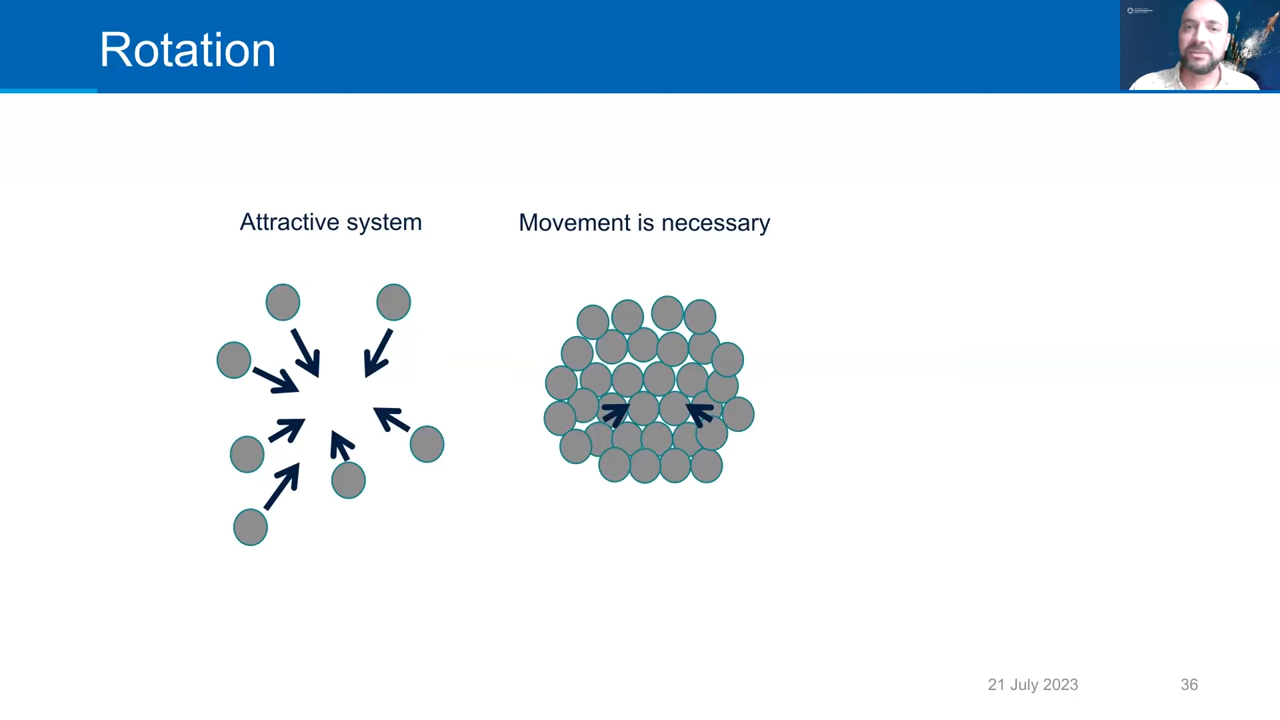 Rotation
Attractive system
Movement is necessary
21 July 2023
36